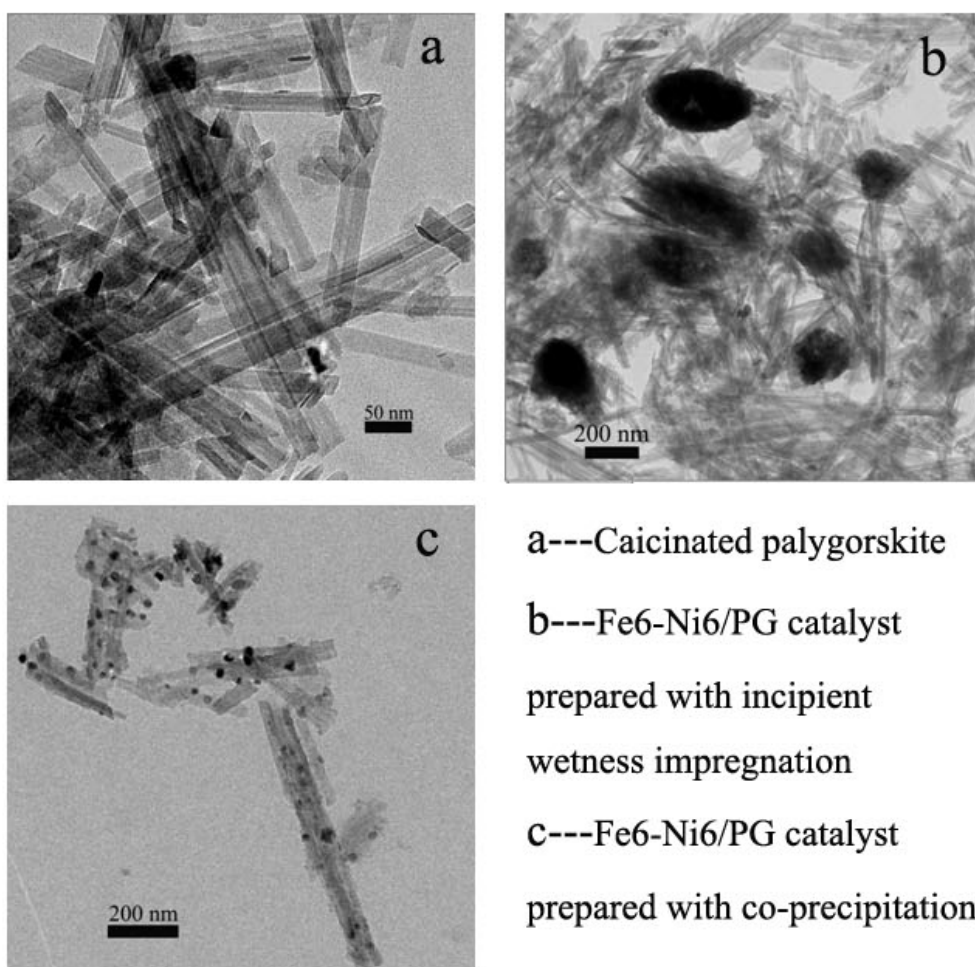 a
b
50 nm
200 nm
c
200 nm
a---Caicinated palygorskite
b---Fe6-Ni6/PG catalyst
prepared with incipient
wetness impregnation
c---Fe6-Ni6/PG catalyst
prepared with co-precipitation